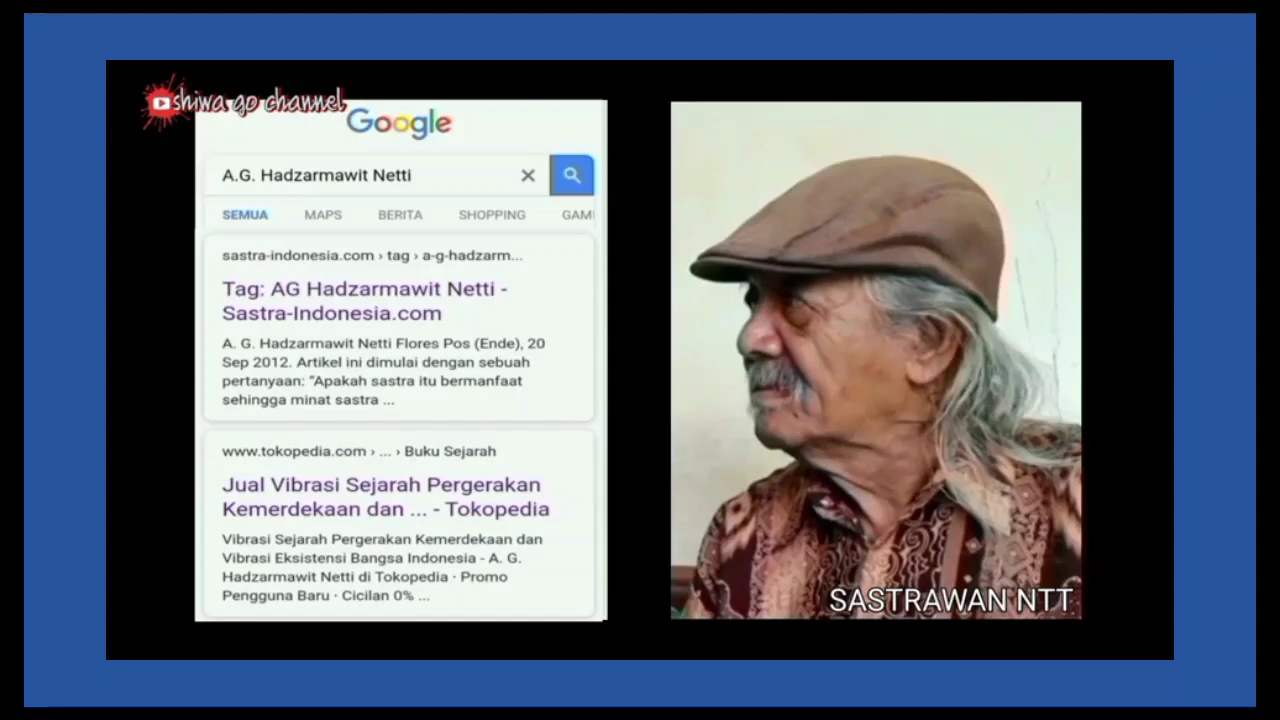 shiwa go channel
Google
A.G. Hadzarmawit Netti
SEMUA MAPS BERITA SHOPPING GAM
sastra-indonesia.com › tag › a-g-hadzarm...
Tag: AG Hadzarmawit Netti -
Sastra-Indonesia.com
A. G. Hadzarmawit Netti Flores Pos (Ende), 20
Sep 2012. Artikel ini dimulai dengan sebuah
pertanyaan: “Apakah sastra itu bermanfaat
sehingga minat sastra ...
www.tokopedia.com › ... › Buku Sejarah
Jual Vibrasi Sejarah Pergerakan
Kemerdekaan dan ... - Tokopedia
Vibrasi Sejarah Pergerakan Kemerdekaan dan
Vibrasi Eksistensi Bangsa Indonesia - A. G.
Hadzarmawit Netti di Tokopedia · Promo
Pengguna Baru · Cicilan 0% ...
SASTRAWAN NTT